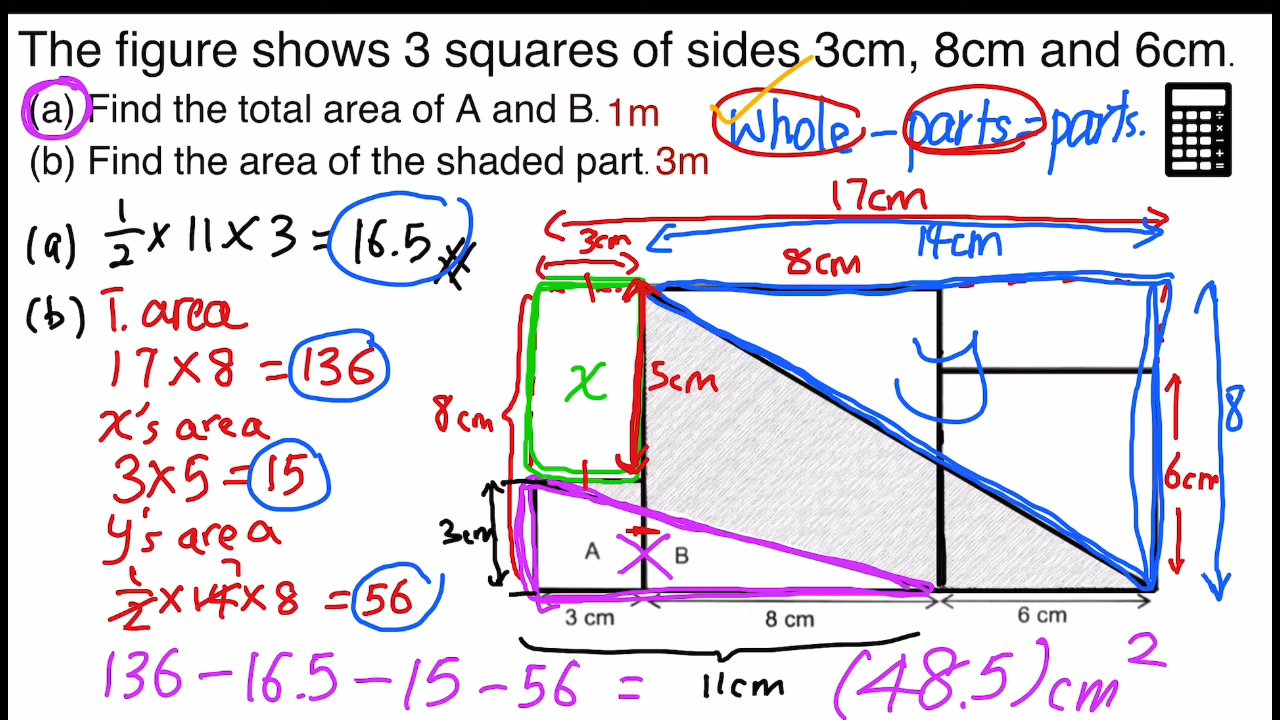 The figure shows 3 squares of sides 3cm, 8cm and 6cm.
(a) Find the total area of A and B. 1m
whole - parts = parts.
(b) Find the area of the shaded part. 3m
(a) 1/2 × 11 × 3 = 16.5
(b) T. area
17 × 8 = 136
x's area
3 × 5 = 15
y's area
1/2 × 14 × 8 = 56
7
136 - 16.5 - 15 - 56 = (48.5) cm²
17cm
14cm
3cm
8cm
x
y
5cm
8cm
8
6cm
3cm
A
B
3 cm
8 cm
6 cm
11cm
÷
×
-
+
=